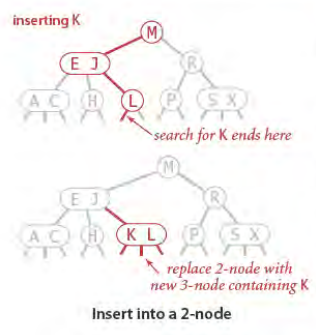 inserting K
M
E J
R
A C H L P S X
search for K ends here
M
E J
R
A C H K L P S X
replace 2-node with
new 3-node containing K
Insert into a 2-node